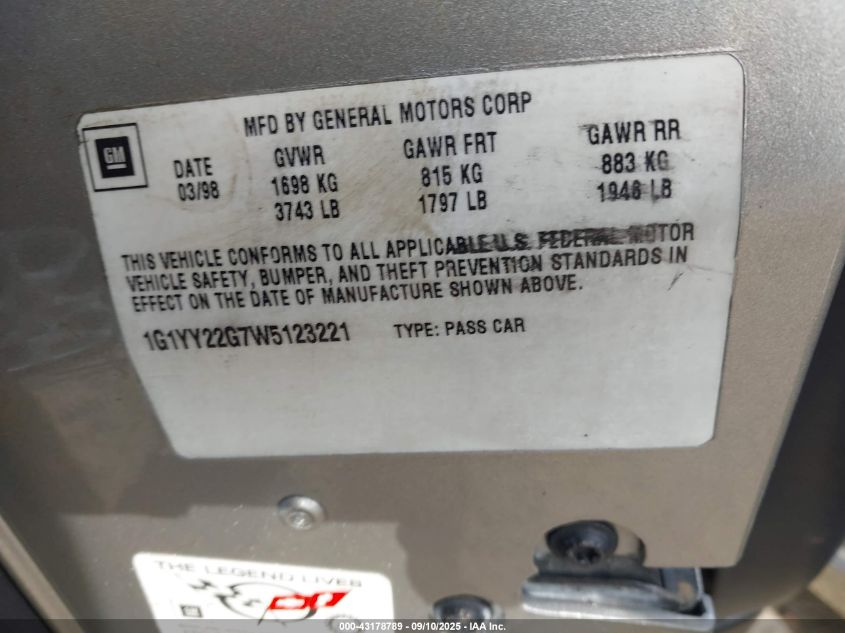 MFD BY GENERAL MOTORS CORP
GM
DATE GVWR GAWR FRT GAWR RR
03/98 1698 KG 815 KG 883 KG
3743 LB 1797 LB 1946 LB
THIS VEHICLE CONFORMS TO ALL APPLICABLE U.S. FEDERAL MOTOR
VEHICLE SAFETY, BUMPER, AND THEFT PREVENTION STANDARDS IN
EFFECT ON THE DATE OF MANUFACTURE SHOWN ABOVE.
1G1YY22G7W5123221 TYPE: PASS CAR
THE LEGEND LIVES
GM
000-43178789 - 09/10/2025 - IAA Inc.